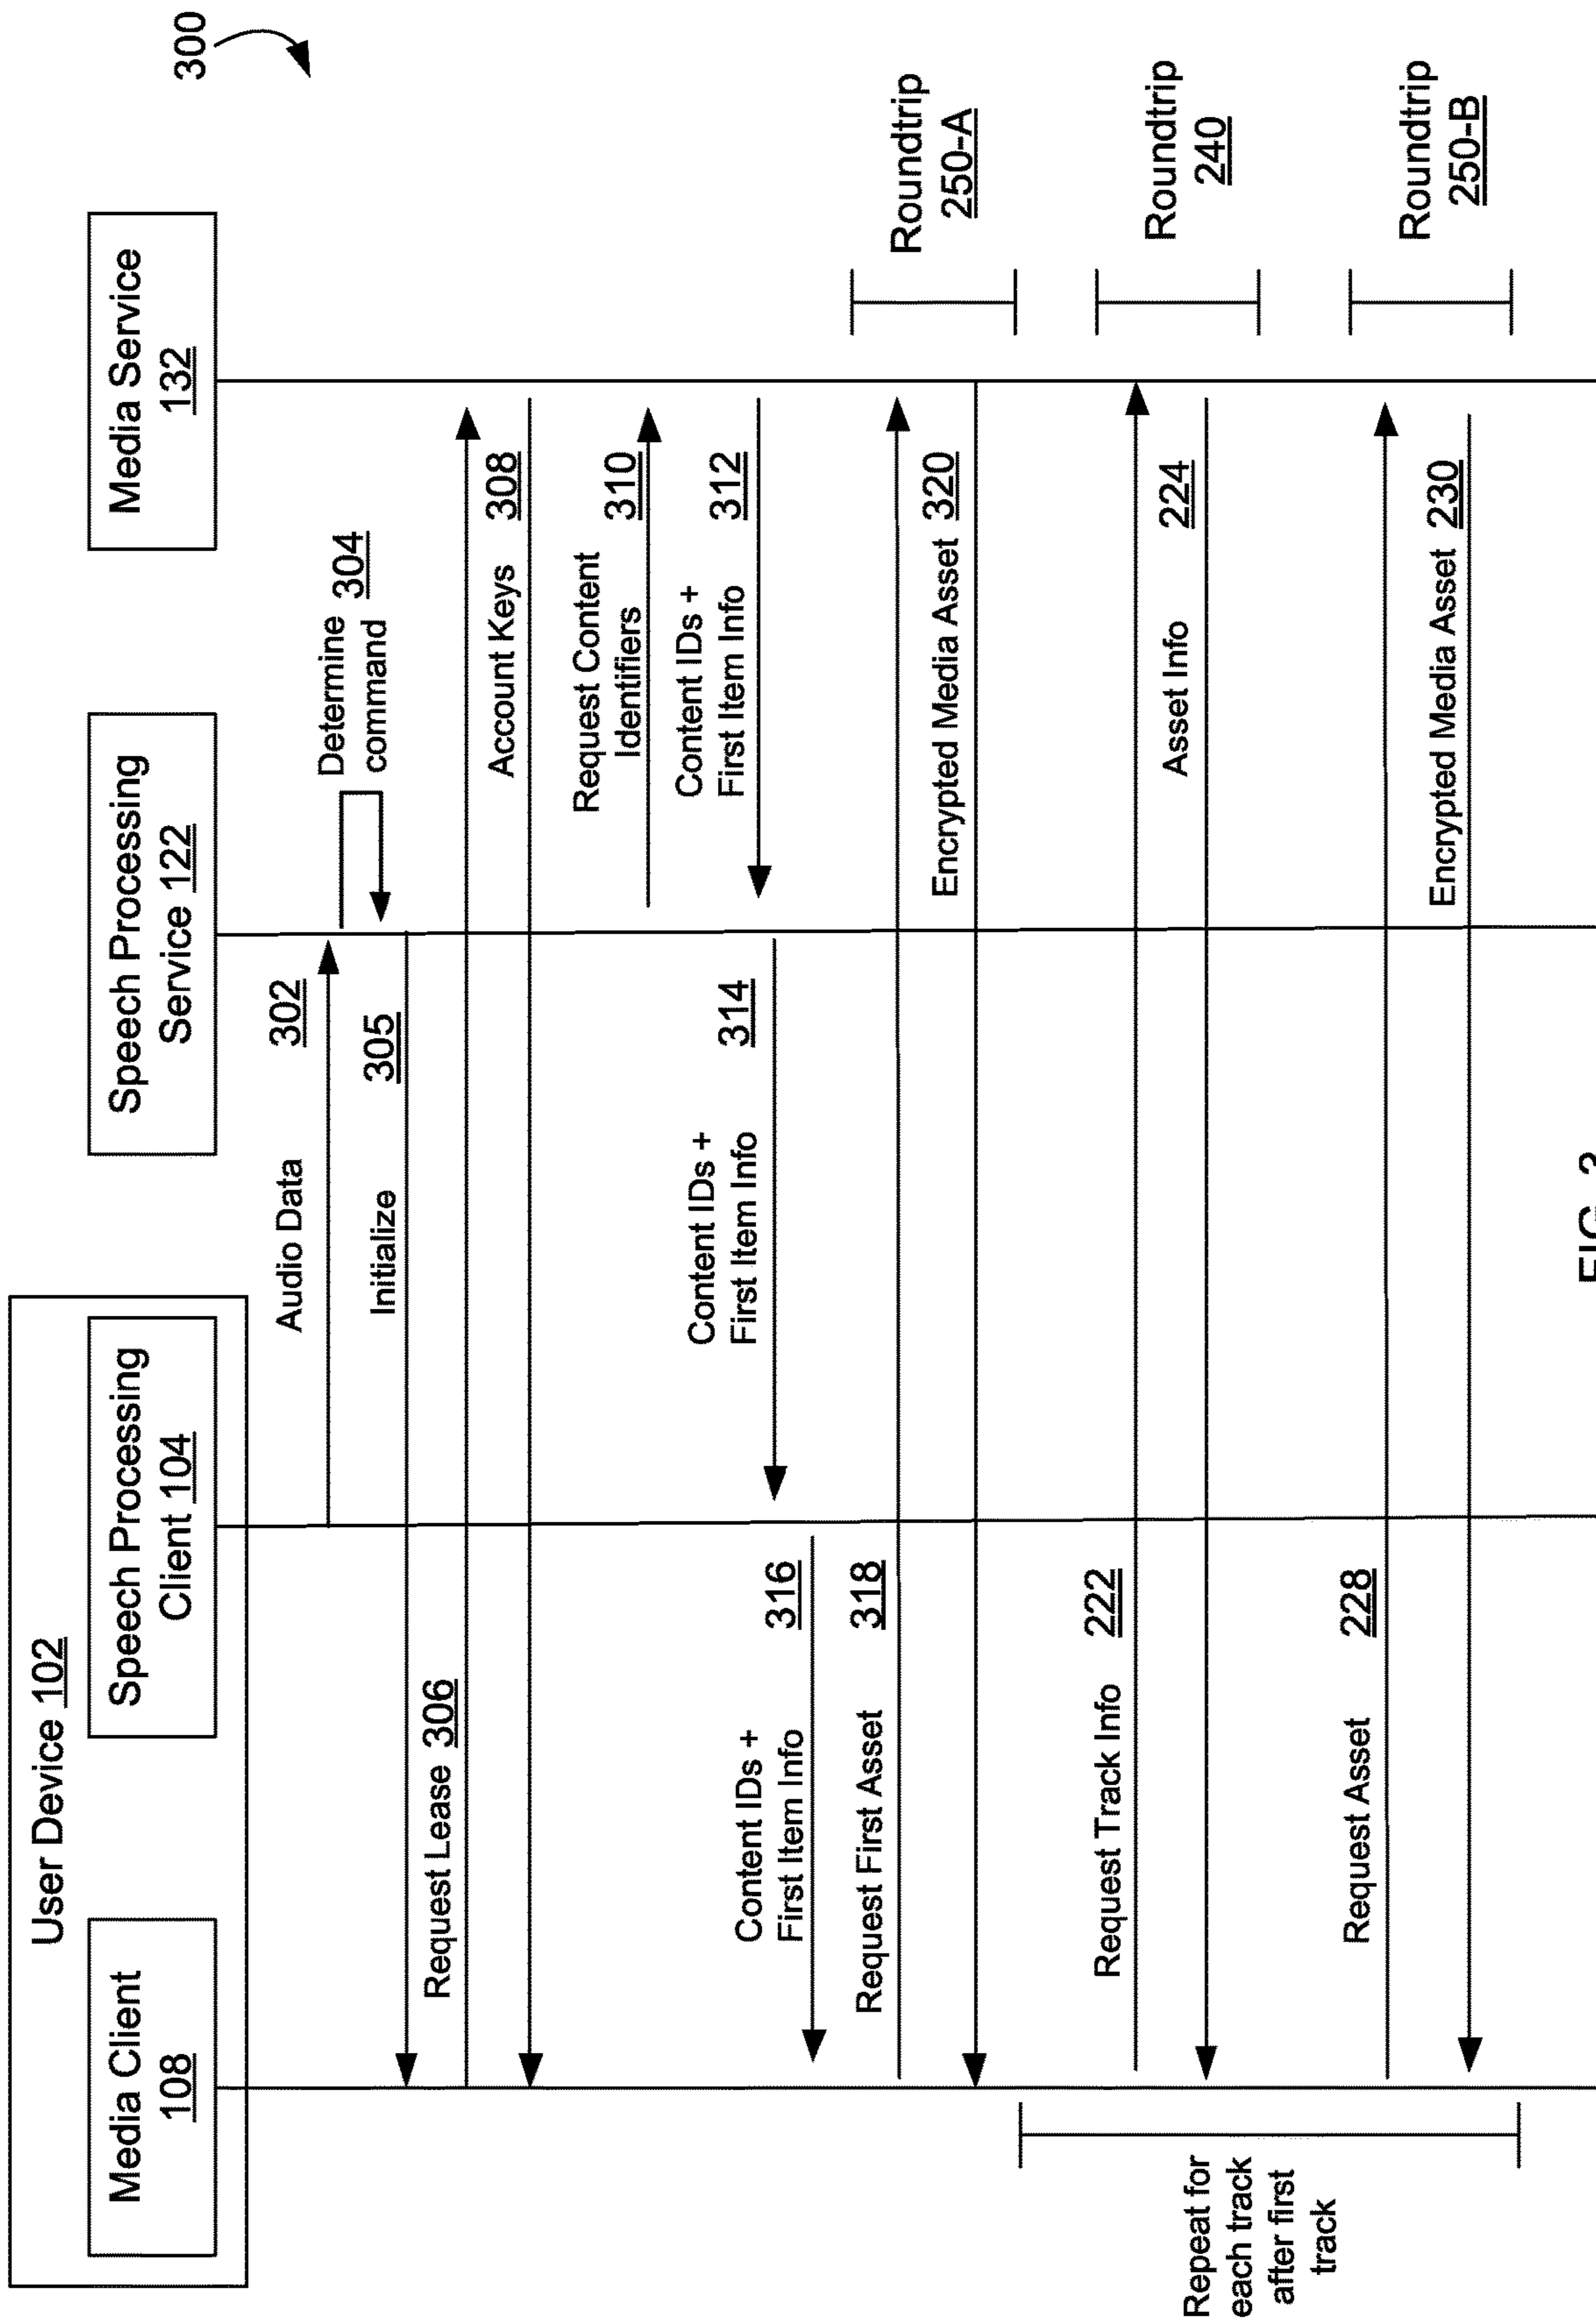 300
User Device 102
Media Client
108
Speech Processing
Client 104
Speech Processing
Service 122
Media Service
132
Audio Data
302
Determine
command
304
Initialize
305
Request Lease 306
Account Keys 308
Request Content
Identifiers
310
Content IDs +
First Item Info
312
Content IDs +
First Item Info
314
Content IDs +
First Item Info
316
Request First Asset
318
Encrypted Media Asset 320
Roundtrip
250-A
Request Track Info
222
Asset Info
224
Roundtrip
240
Request Asset
228
Encrypted Media Asset 230
Roundtrip
250-B
Repeat for
each track
after first
track
FIG. 3